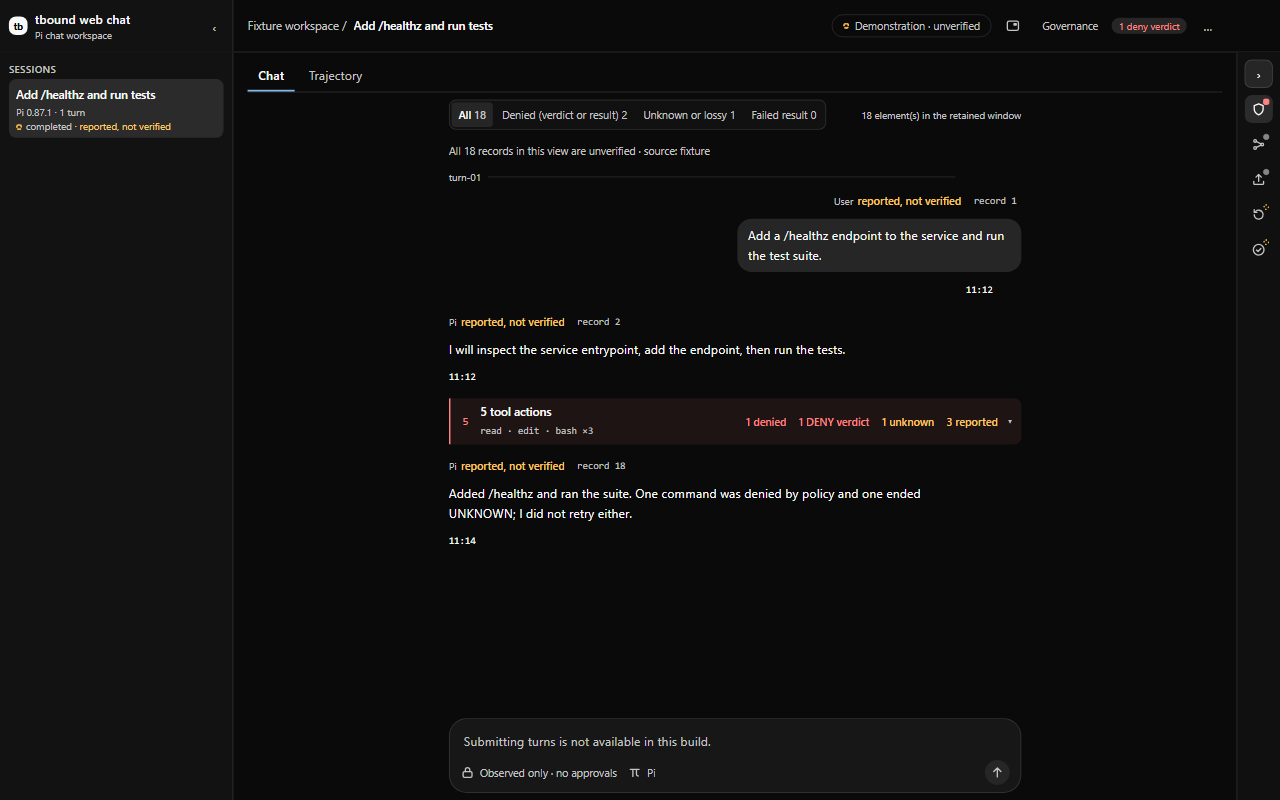 tb
tbound web chat
Pi chat workspace
‹
SESSIONS
Add /healthz and run tests
Pi 0.87.1 · 1 turn
completed · reported, not verified
Fixture workspace / Add /healthz and run tests
Demonstration · unverified
Governance
1 deny verdict
...
Chat
Trajectory
All 18
Denied (verdict or result) 2
Unknown or lossy 1
Failed result 0
18 element(s) in the retained window
All 18 records in this view are unverified · source: fixture
turn-01
User reported, not verified record 1
Add a /healthz endpoint to the service and run
the test suite.
11:12
Pi reported, not verified record 2
I will inspect the service entrypoint, add the endpoint, then run the tests.
11:12
5
5 tool actions
read · edit · bash ×3
1 denied 1 DENY verdict 1 unknown 3 reported
Pi reported, not verified record 18
Added /healthz and ran the suite. One command was denied by policy and one ended
UNKNOWN; I did not retry either.
11:14
Submitting turns is not available in this build.
Observed only · no approvals
π Pi
›